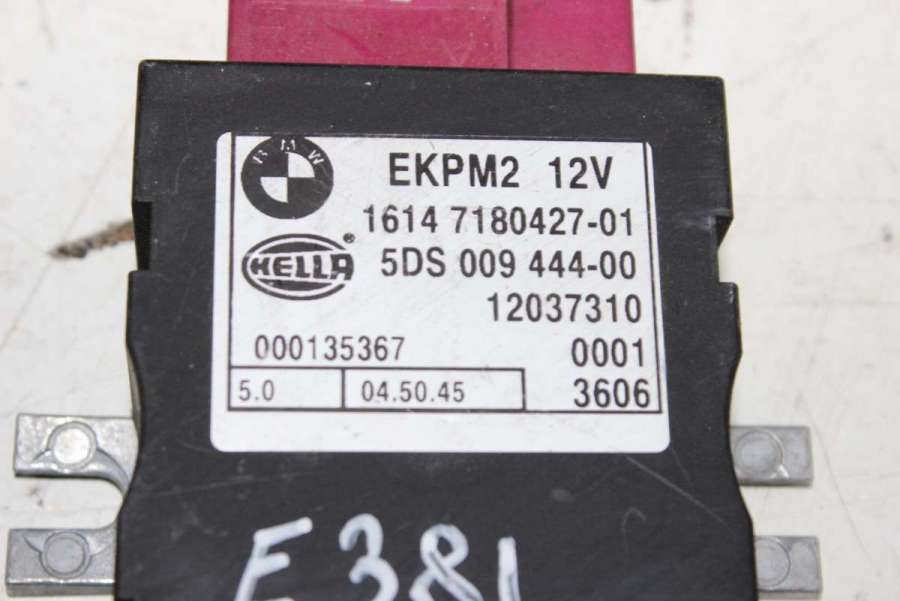 BMW
EKPM2 12V
1614 7180427-01
HELLA ®
5DS 009 444-00
12037310
000135367 0001
5.0 04.50.45 3606
E38L